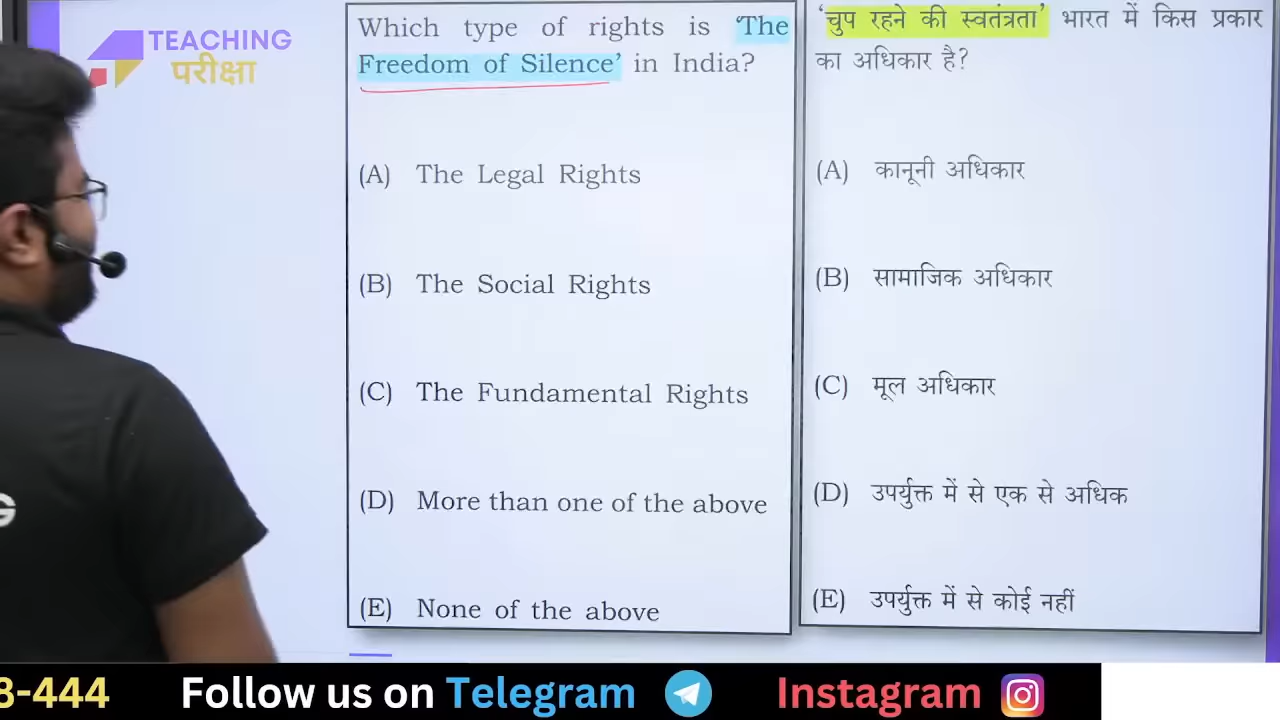 TEACHING
परीक्षा
Which type of rights is 'The
Freedom of Silence' in India?
(A) The Legal Rights
(B) The Social Rights
(C) The Fundamental Rights
(D) More than one of the above
(E) None of the above
'चुप रहने की स्वतंत्रता' भारत में किस प्रकार
का अधिकार है?
(A) कानूनी अधिकार
(B) सामाजिक अधिकार
(C) मूल अधिकार
(D) उपर्युक्त में से एक से अधिक
(E) उपर्युक्त में से कोई नहीं
G
8-444 Follow us on Telegram Instagram